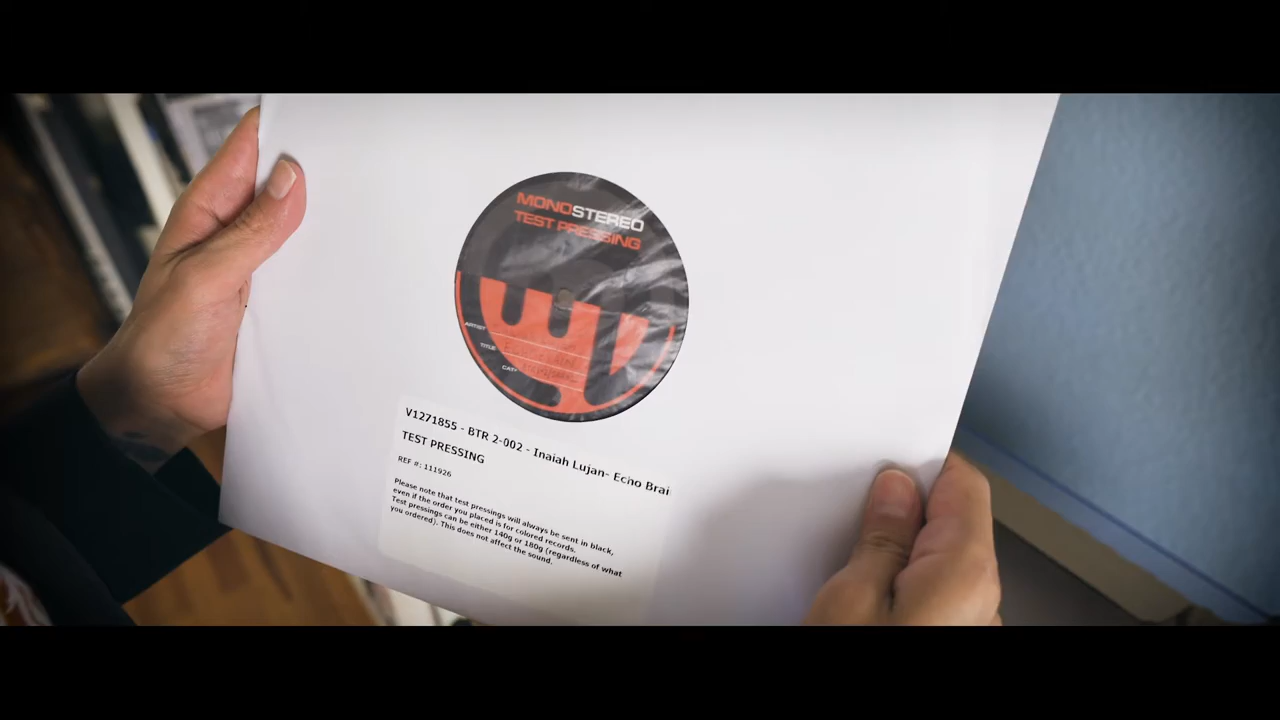 MONOSTEREO
TEST PRESSING
ARTIST
TITLE
CAT#
V1271855 - BTR 2-002 - Inaiah Lujan- Echo Brai
TEST PRESSING
REF #: 111926
Please note that test pressings will always be sent in black,
even if the order you placed is for colored records.
Test pressings can be either 140g or 180g (regardless of what
you ordered). This does not affect the sound.